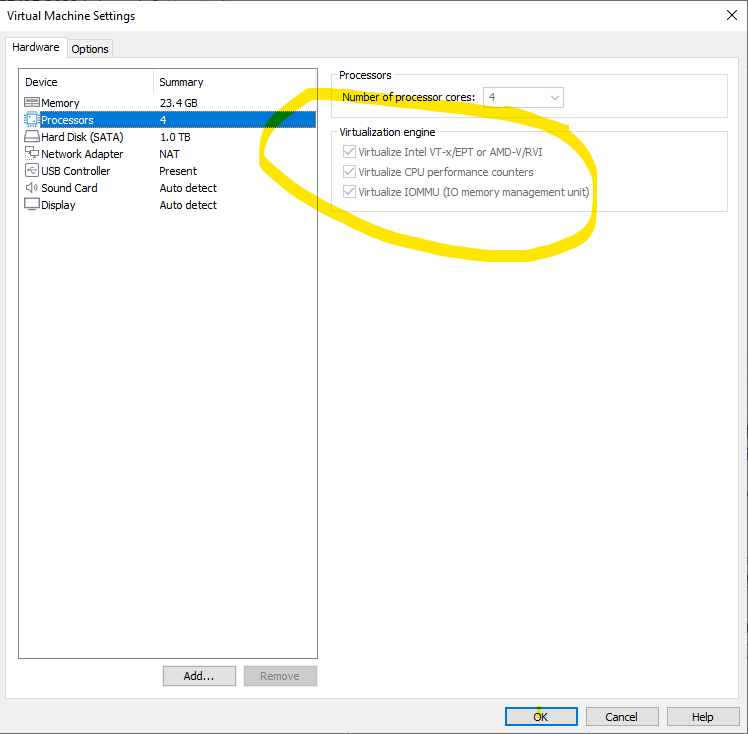 Virtual Machine Settings
Hardware
Options
Device Summary
Memory 23.4 GB
Processors 4
Hard Disk (SATA) 1.0 TB
Network Adapter NAT
USB Controller Present
Sound Card Auto detect
Display Auto detect
Processors
Number of processor cores: 4
Virtualization engine
Virtualize Intel VT-x/EPT or AMD-V/RVI
Virtualize CPU performance counters
Virtualize IOMMU (IO memory management unit)
Add... Remove
OK Cancel Help